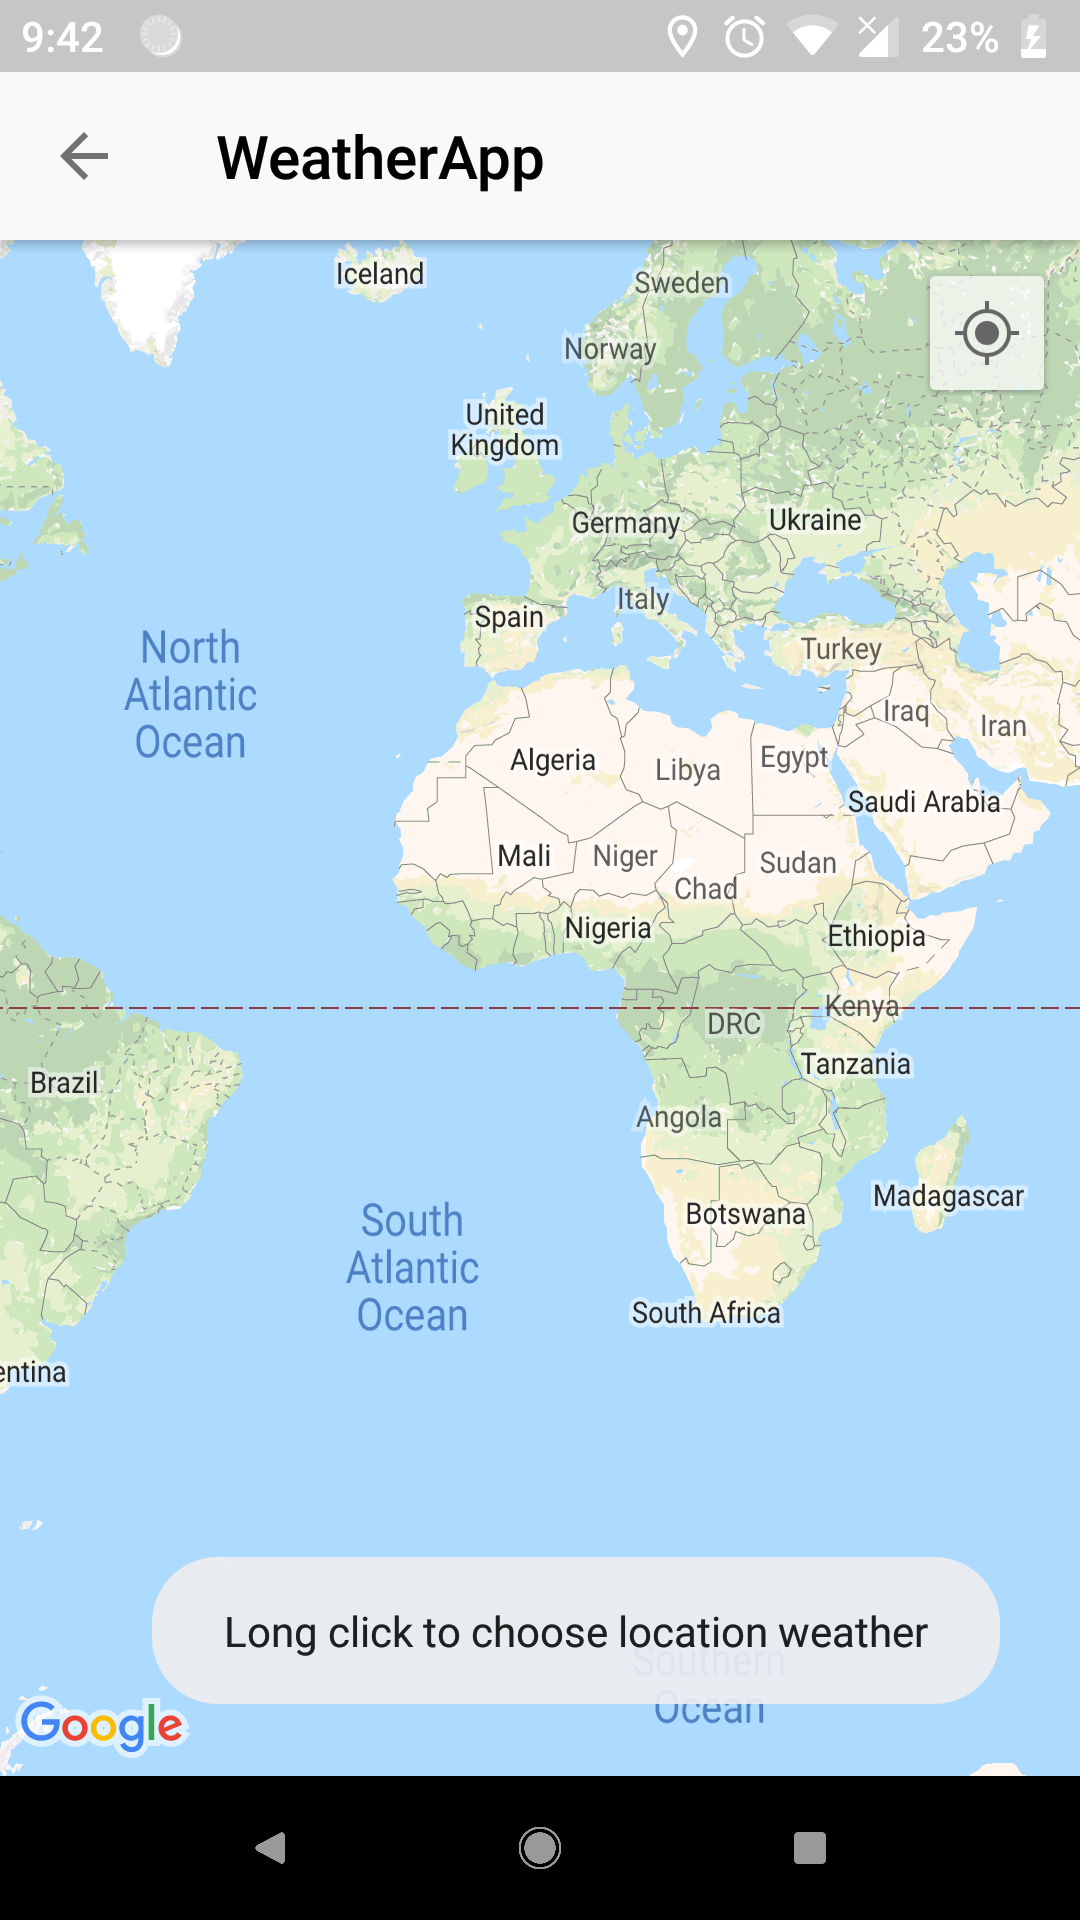 9:42
23%
WeatherApp
Iceland
Sweden
Norway
United
Kingdom
Germany
Ukraine
Italy
Spain
Turkey
North
Atlantic
Ocean
Iraq
Iran
Algeria
Libya
Egypt
Saudi Arabia
Mali
Niger
Sudan
Chad
Nigeria
Ethiopia
Kenya
DRC
Tanzania
Brazil
Angola
Madagascar
Botswana
South
Atlantic
Ocean
South Africa
entina
Long click to choose location weather
Southern
Ocean
Google